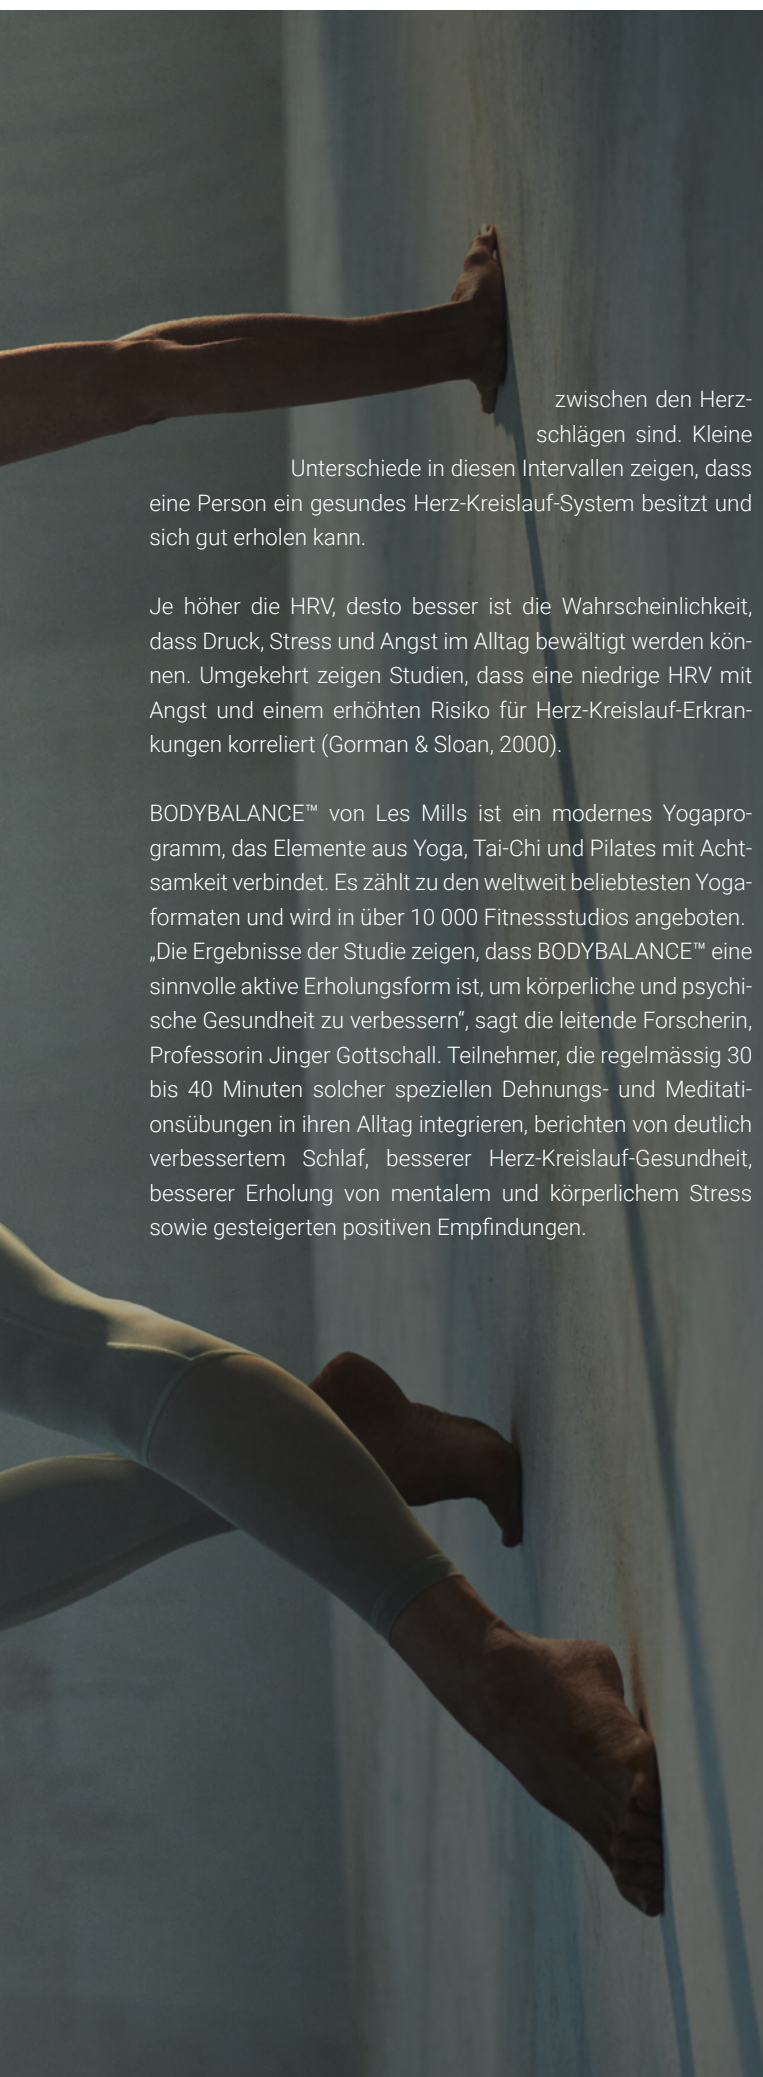 zwischen den Herz-
schlägen sind. Kleine
Unterschiede in diesen Intervallen zeigen, dass
eine Person ein gesundes Herz-Kreislauf-System besitzt und
sich gut erholen kann.
Je höher die HRV, desto besser ist die Wahrscheinlichkeit,
dass Druck, Stress und Angst im Alltag bewältigt werden kön-
nen. Umgekehrt zeigen Studien, dass eine niedrige HRV mit
Angst und einem erhöhten Risiko für Herz-Kreislauf-Erkran-
kungen korreliert (Gorman & Sloan, 2000).
BODYBALANCE™ von Les Mills ist ein modernes Yogapro-
gramm, das Elemente aus Yoga, Tai-Chi und Pilates mit Acht-
samkeit verbindet. Es zählt zu den weltweit beliebtesten Yoga-
formaten und wird in über 10 000 Fitnessstudios angeboten.
„Die Ergebnisse der Studie zeigen, dass BODYBALANCE™ eine
sinnvolle aktive Erholungsform ist, um körperliche und psychi-
sche Gesundheit zu verbessern“, sagt die leitende Forscherin,
Professorin Jinger Gottschall. Teilnehmer, die regelmässig 30
bis 40 Minuten solcher speziellen Dehnungs- und Meditati-
onsübungen in ihren Alltag integrieren, berichten von deutlich
verbessertem Schlaf, besserer Herz-Kreislauf-Gesundheit,
besserer Erholung von mentalem und körperlichem Stress
sowie gesteigerten positiven Empfindungen.